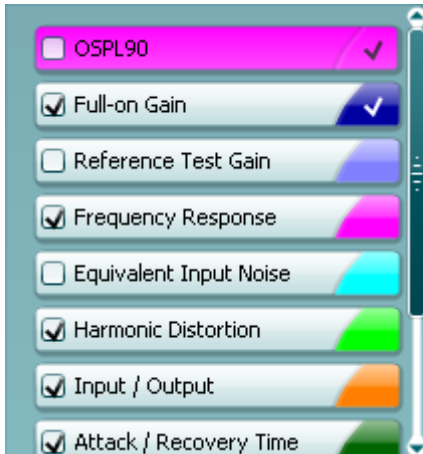 OSPL90
Full-on Gain
Reference Test Gain
Frequency Response
Equivalent Input Noise
Harmonic Distortion
Input / Output
Attack / Recovery Time